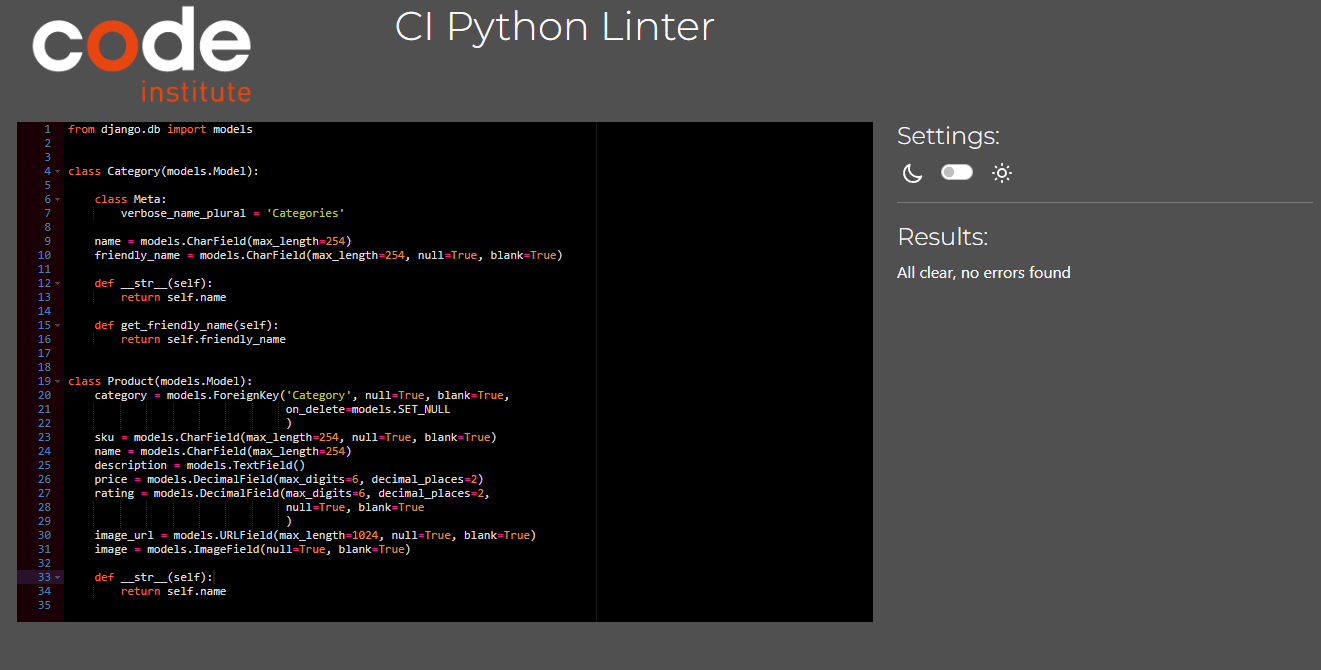 code
institute
CI Python Linter
1 from django.db import models
2
3
4 class Category(models.Model):
5
6     class Meta:
7         verbose_name_plural = 'Categories'
8
9     name = models.CharField(max_length=254)
10     friendly_name = models.CharField(max_length=254, null=True, blank=True)
11
12     def __str__(self):
13         return self.name
14
15     def get_friendly_name(self):
16         return self.friendly_name
17
18
19 class Product(models.Model):
20     category = models.ForeignKey('Category', null=True, blank=True,
21                                  on_delete=models.SET_NULL
22                                  )
23     sku = models.CharField(max_length=254, null=True, blank=True)
24     name = models.CharField(max_length=254)
25     description = models.TextField()
26     price = models.DecimalField(max_digits=6, decimal_places=2)
27     rating = models.DecimalField(max_digits=6, decimal_places=2,
28                                  null=True, blank=True
29                                  )
30     image_url = models.URLField(max_length=1024, null=True, blank=True)
31     image = models.ImageField(null=True, blank=True)
32
33     def __str__(self):
34         return self.name
35
Settings:
Results:
All clear, no errors found